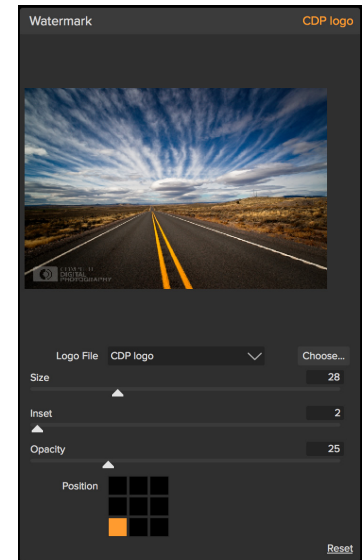 Watermark CDP logo
Logo File CDP logo Choose...
Size 28
Inset 2
Opacity 25
Position
Reset
DIGITAL
PHOTOGRAPHY